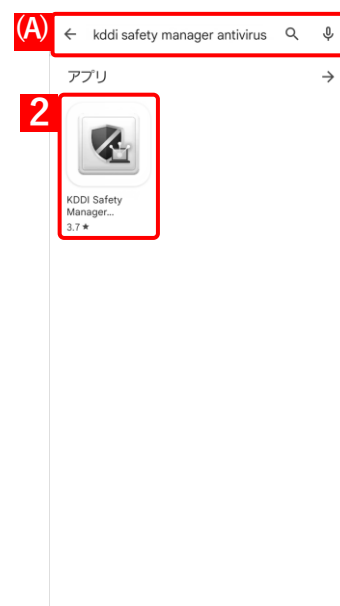 (A)
kddi safety manager antivirus
アプリ
2
KDDI Safety
Manager...
3.7★